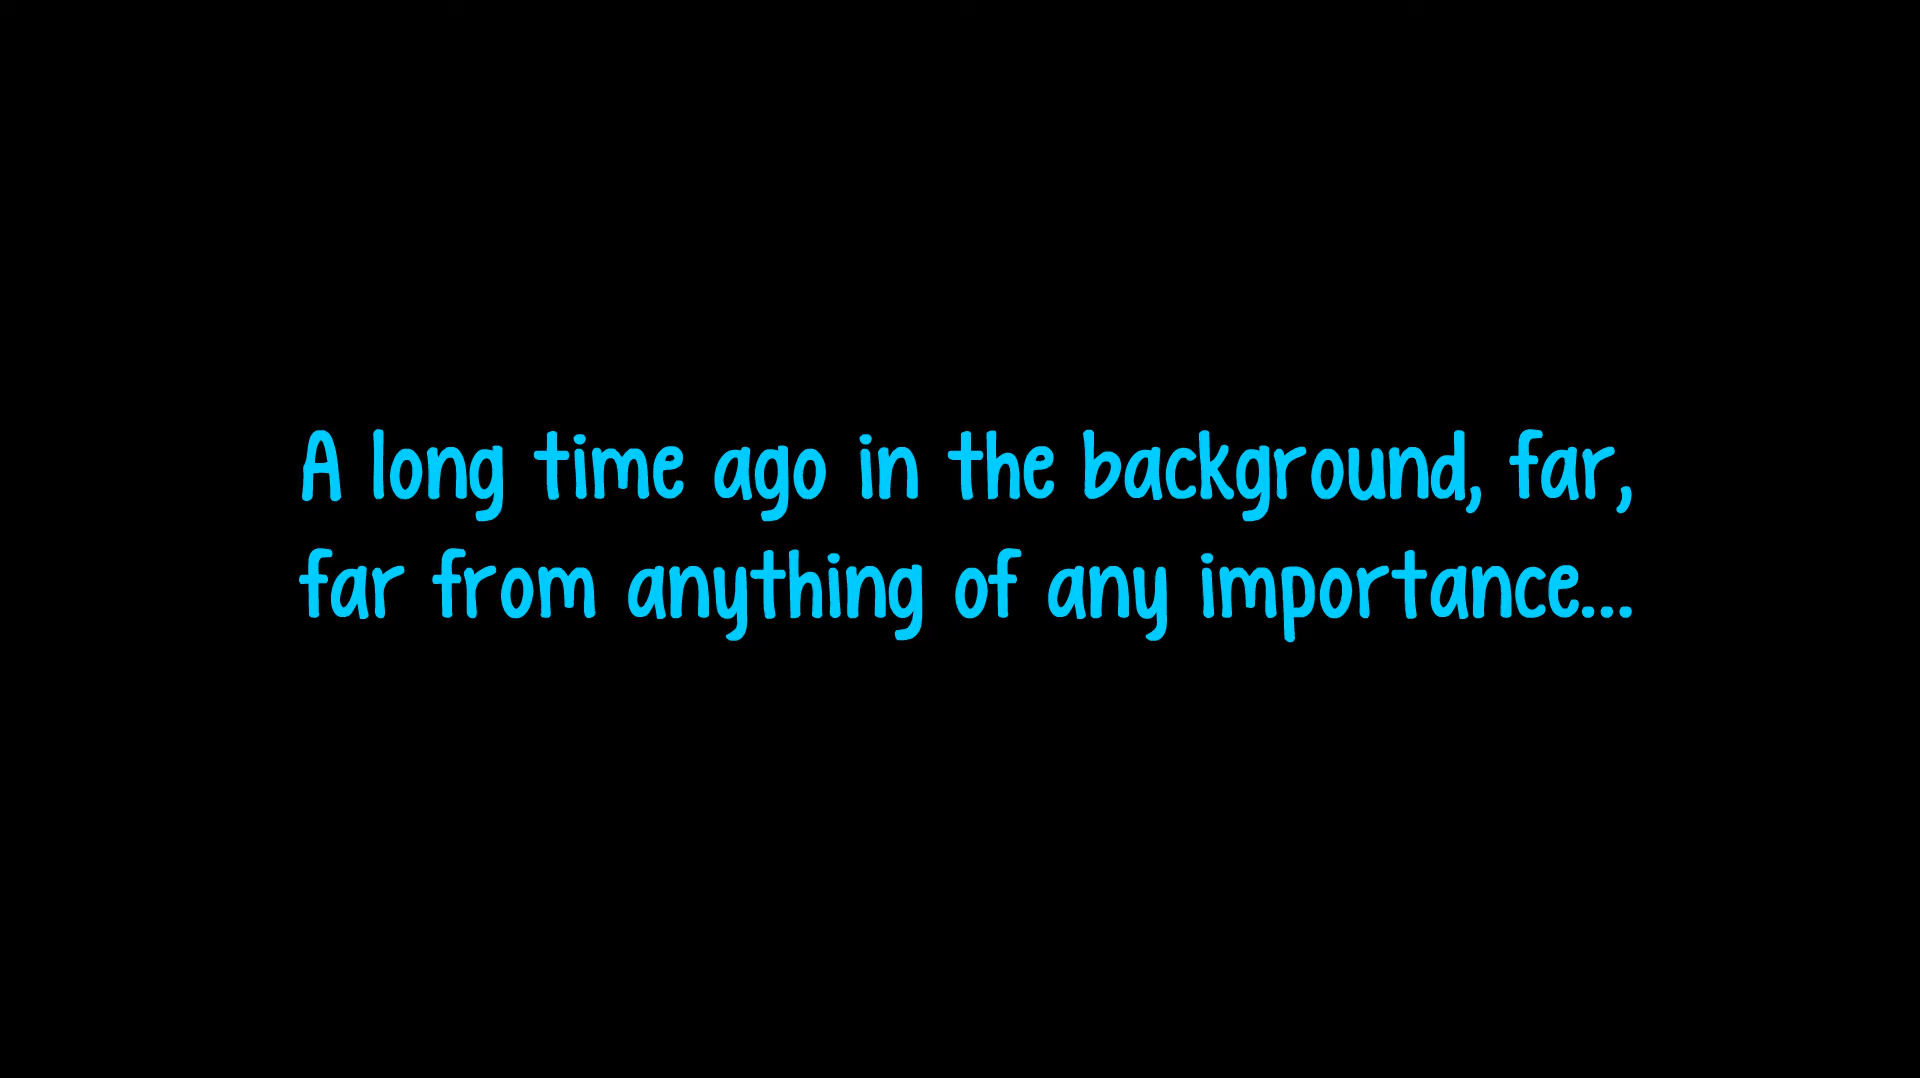 A long time ago in the background, far,
far from anything of any importance...